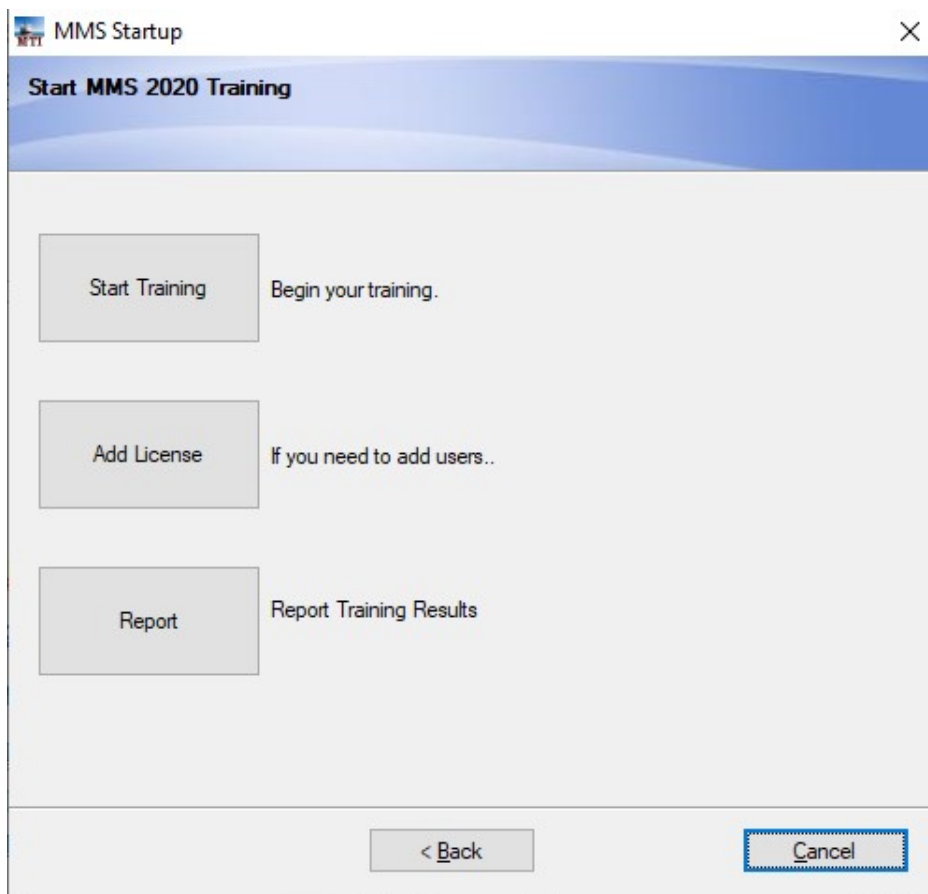 MTI
MMS Startup
Start MMS 2020 Training
Start Training
Begin your training.
Add License
If you need to add users..
Report
Report Training Results
< Back
Cancel